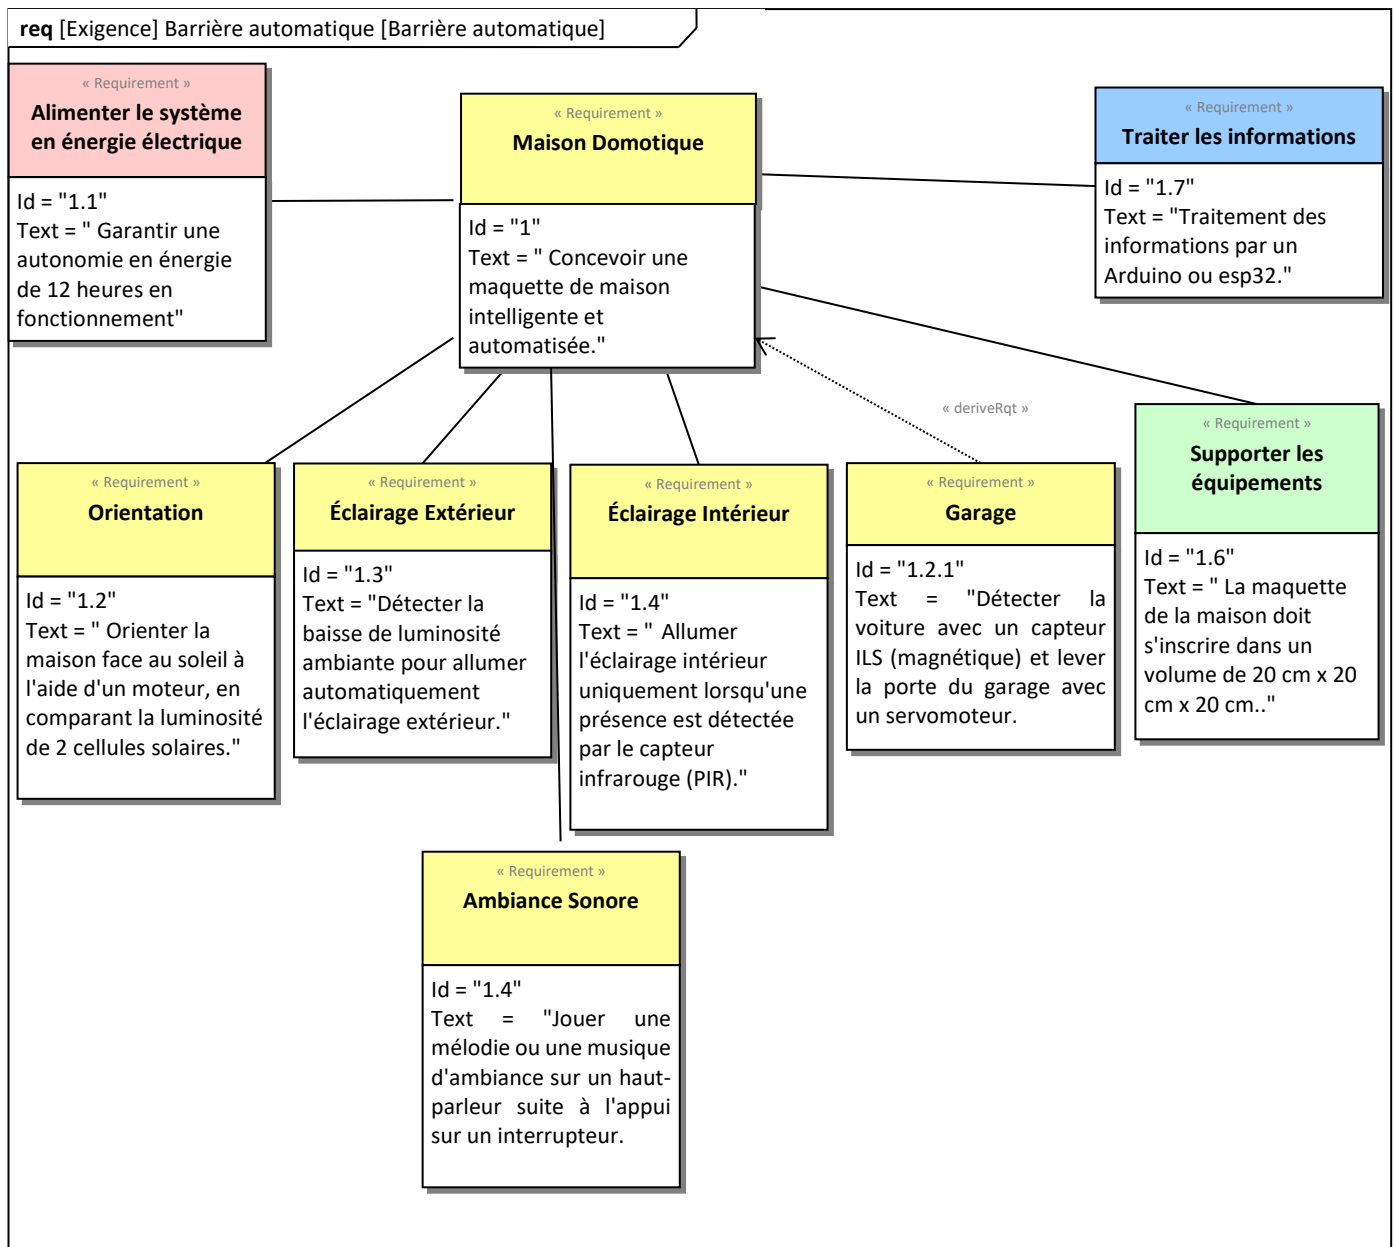 req [Exigence] Barrière automatique [Barrière automatique]
« Requirement »
Alimenter le système
en énergie électrique
Id = "1.1"
Text = " Garantir une
autonomie en énergie
de 12 heures en
fonctionnement"
« Requirement »
Maison Domotique
Id = "1"
Text = " Concevoir une
maquette de maison
intelligente et
automatisée."
« Requirement »
Traiter les informations
Id = "1.7"
Text = "Traitement des
informations par un
Arduino ou esp32."
« deriveRqt »
« Requirement »
Orientation
Id = "1.2"
Text = " Orienter la
maison face au soleil à
l'aide d'un moteur, en
comparant la luminosité
de 2 cellules solaires."
« Requirement »
Éclairage Extérieur
Id = "1.3"
Text = "Détecter la
baisse de luminosité
ambiante pour allumer
automatiquement
l'éclairage extérieur."
« Requirement »
Éclairage Intérieur
Id = "1.4"
Text = " Allumer
l'éclairage intérieur
uniquement lorsqu'une
présence est détectée
par le capteur
infrarouge (PIR)."
« Requirement »
Garage
Id = "1.2.1"
Text = "Détecter la
voiture avec un capteur
ILS (magnétique) et lever
la porte du garage avec
un servomoteur.
« Requirement »
Supporter les
équipements
Id = "1.6"
Text = " La maquette
de la maison doit
s'inscrire dans un
volume de 20 cm x 20
cm x 20 cm.."
« Requirement »
Ambiance Sonore
Id = "1.4"
Text = "Jouer une
mélodie ou une musique
d'ambiance sur un haut-
parleur suite à l'appui
sur un interrupteur.